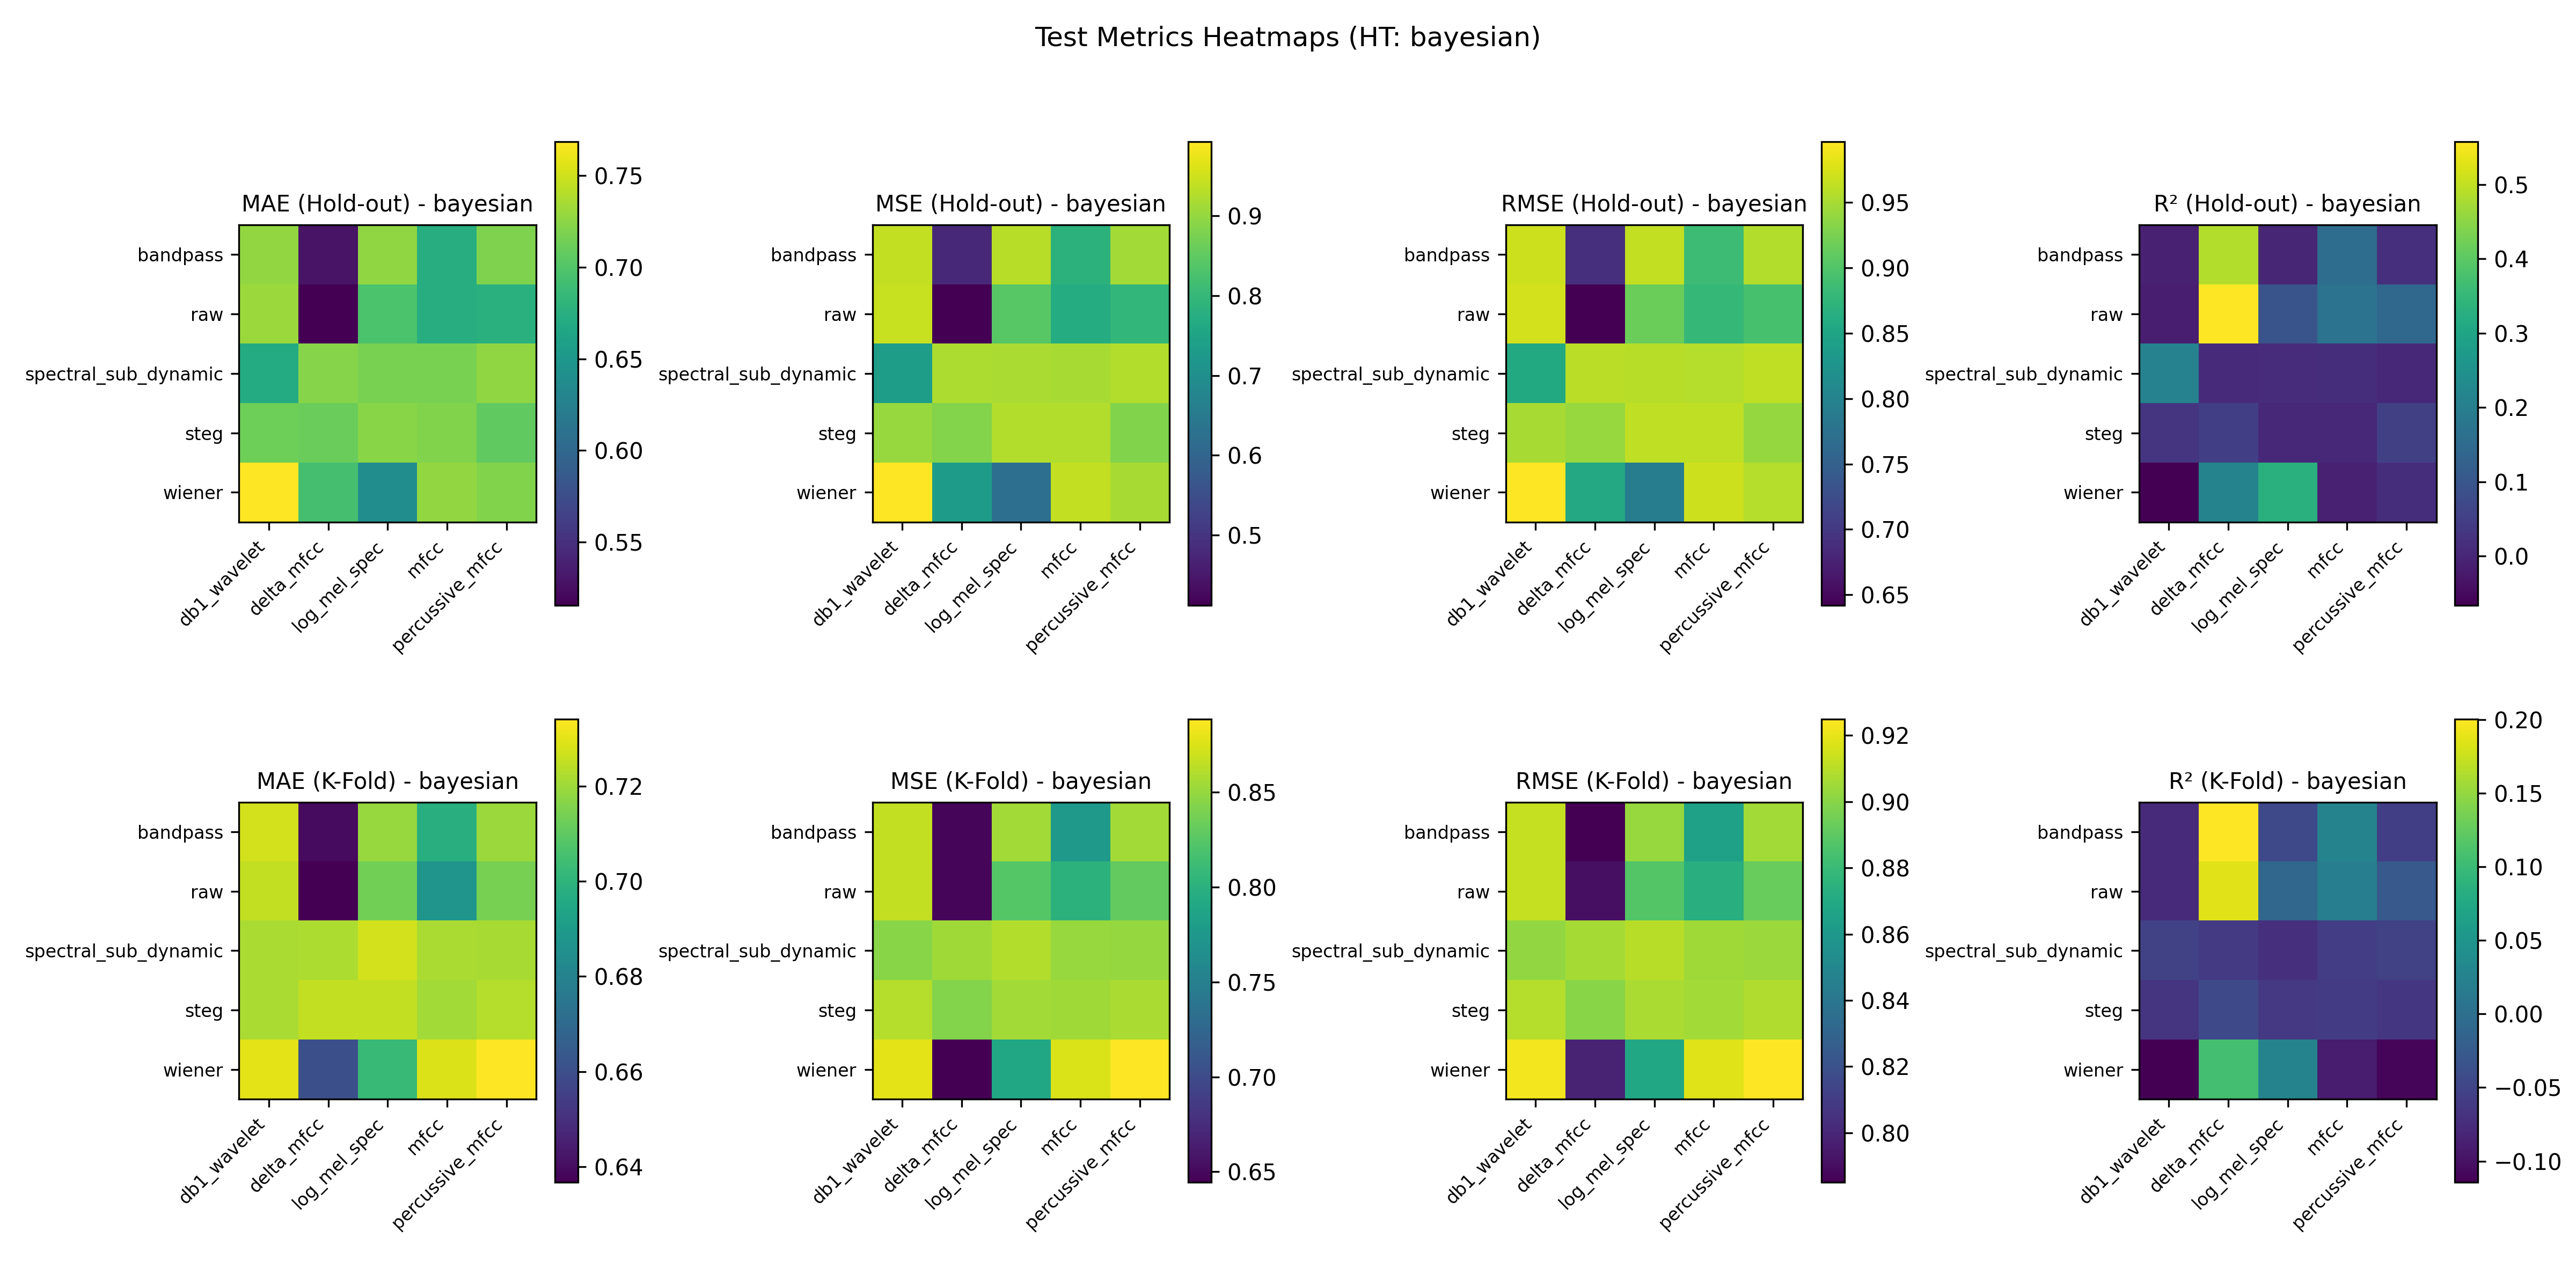 Test Metrics Heatmaps (HT: bayesian)
MAE (Hold-out) - bayesian
bandpass
raw
spectral_sub_dynamic
steg
wiener
db1_wavelet
delta_mfcc
log_mel_spec
mfcc
percussive_mfcc
0.75
0.70
0.65
0.60
0.55
MSE (Hold-out) - bayesian
bandpass
raw
spectral_sub_dynamic
steg
wiener
db1_wavelet
delta_mfcc
log_mel_spec
mfcc
percussive_mfcc
0.9
0.8
0.7
0.6
0.5
RMSE (Hold-out) - bayesian
bandpass
raw
spectral_sub_dynamic
steg
wiener
db1_wavelet
delta_mfcc
log_mel_spec
mfcc
percussive_mfcc
0.95
0.90
0.85
0.80
0.75
0.70
0.65
R² (Hold-out) - bayesian
bandpass
raw
spectral_sub_dynamic
steg
wiener
db1_wavelet
delta_mfcc
log_mel_spec
mfcc
percussive_mfcc
0.5
0.4
0.3
0.2
0.1
0.0
MAE (K-Fold) - bayesian
bandpass
raw
spectral_sub_dynamic
steg
wiener
db1_wavelet
delta_mfcc
log_mel_spec
mfcc
percussive_mfcc
0.72
0.70
0.68
0.66
0.64
MSE (K-Fold) - bayesian
bandpass
raw
spectral_sub_dynamic
steg
wiener
db1_wavelet
delta_mfcc
log_mel_spec
mfcc
percussive_mfcc
0.85
0.80
0.75
0.70
0.65
RMSE (K-Fold) - bayesian
bandpass
raw
spectral_sub_dynamic
steg
wiener
db1_wavelet
delta_mfcc
log_mel_spec
mfcc
percussive_mfcc
0.92
0.90
0.88
0.86
0.84
0.82
0.80
R² (K-Fold) - bayesian
bandpass
raw
spectral_sub_dynamic
steg
wiener
db1_wavelet
delta_mfcc
log_mel_spec
mfcc
percussive_mfcc
0.20
0.15
0.10
0.05
0.00
−0.05
−0.10